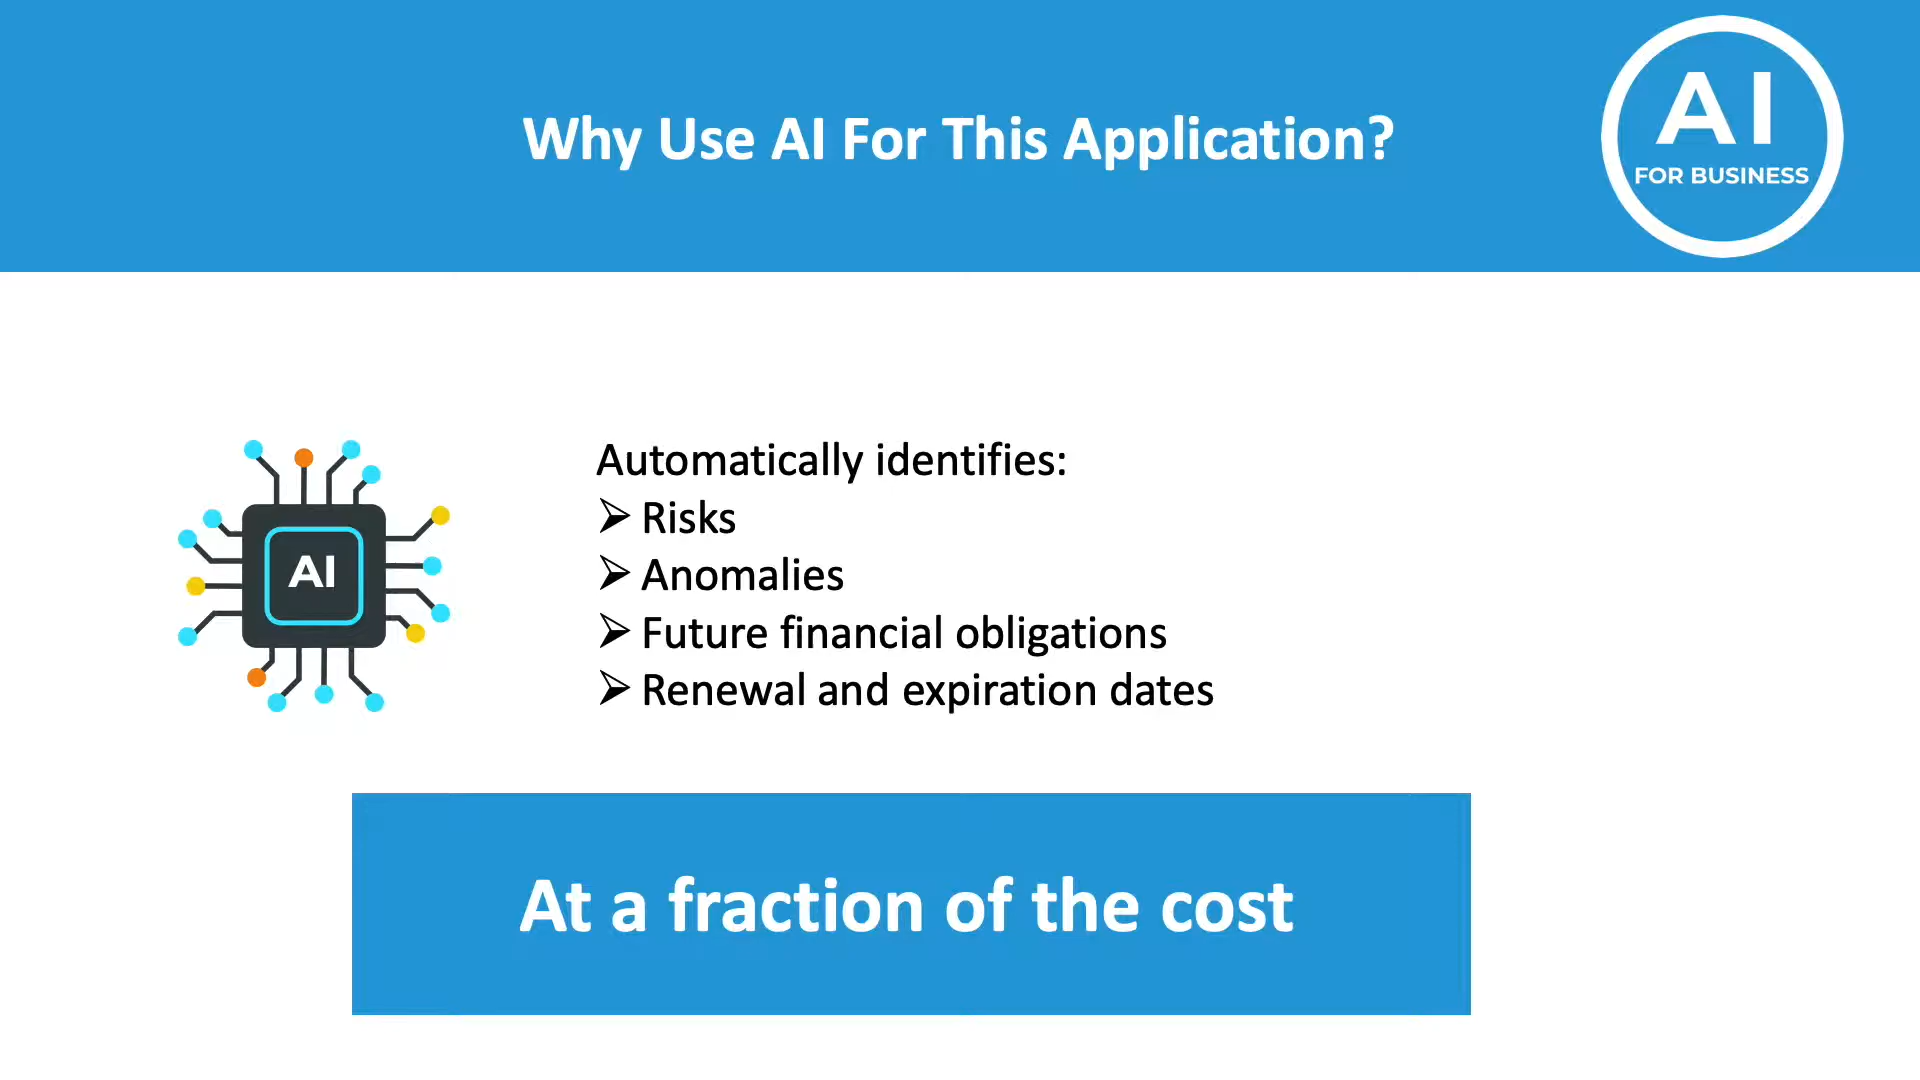 Why Use AI For This Application?
AI
FOR BUSINESS
Automatically identifies:
➢ Risks
➢ Anomalies
➢ Future financial obligations
➢ Renewal and expiration dates
AI
At a fraction of the cost